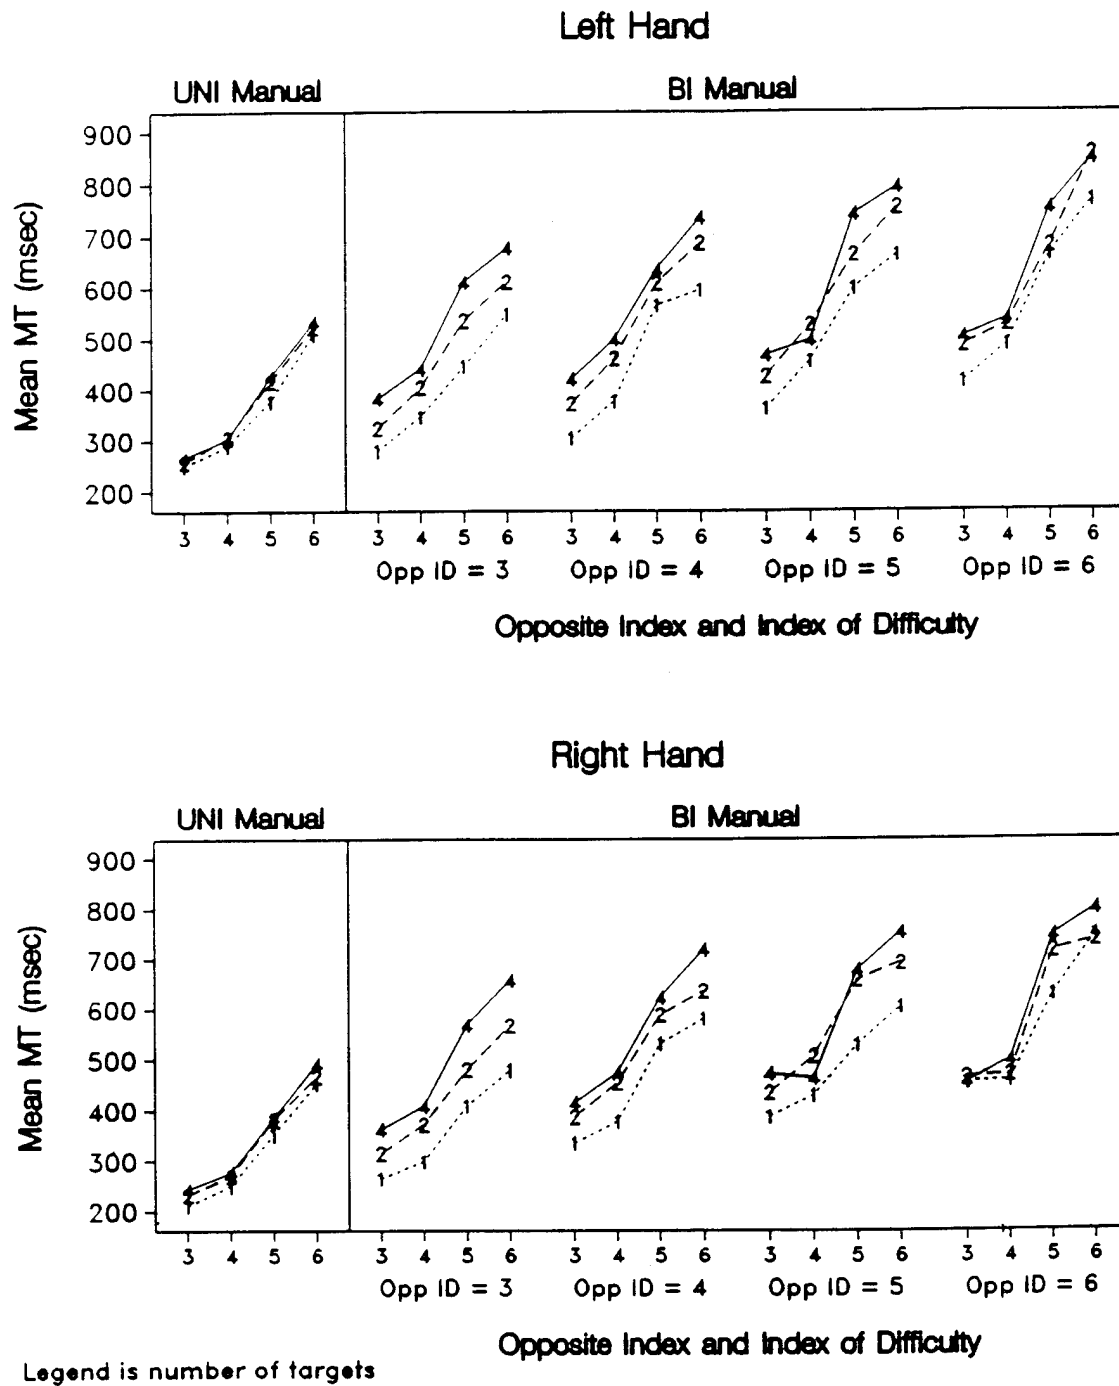 Left Hand
UNI Manual BI Manual
900
800
700
600
500
400
300
200
Mean MT (msec)
3 4 5 6 3 4 5 6 3 4 5 6 3 4 5 6 3 4 5 6
Opp ID = 3 Opp ID = 4 Opp ID = 5 Opp ID = 6
Opposite Index and Index of Difficulty
Right Hand
UNI Manual BI Manual
900
800
700
600
500
400
300
200
Mean MT (msec)
3 4 5 6 3 4 5 6 3 4 5 6 3 4 5 6 3 4 5 6
Opp ID = 3 Opp ID = 4 Opp ID = 5 Opp ID = 6
Opposite Index and Index of Difficulty
Legend is number of targets